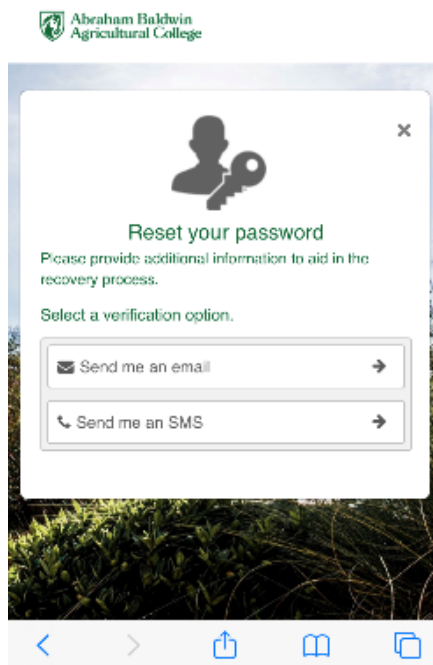 Abraham Baldwin
Agricultural College
Reset your password
Please provide additional information to aid in the
recovery process.
Select a verification option.
Send me an email
Send me an SMS